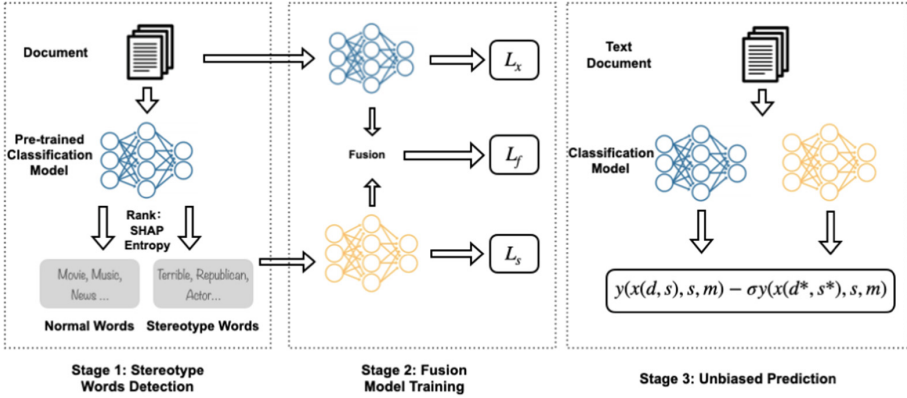 Document
Pre-trained
Classification
Model
Rank:
SHAP
Entropy
Movie, Music,
News ...
Terrible, Republican,
Actor...
Normal Words
Stereotype Words
Stage 1: Stereotype
Words Detection
L_x
Fusion
L_f
L_s
Stage 2: Fusion
Model Training
Text
Document
Classification
Model
y(x(d, s), s, m) − σy(x(d*, s*), s, m)
Stage 3: Unbiased Prediction